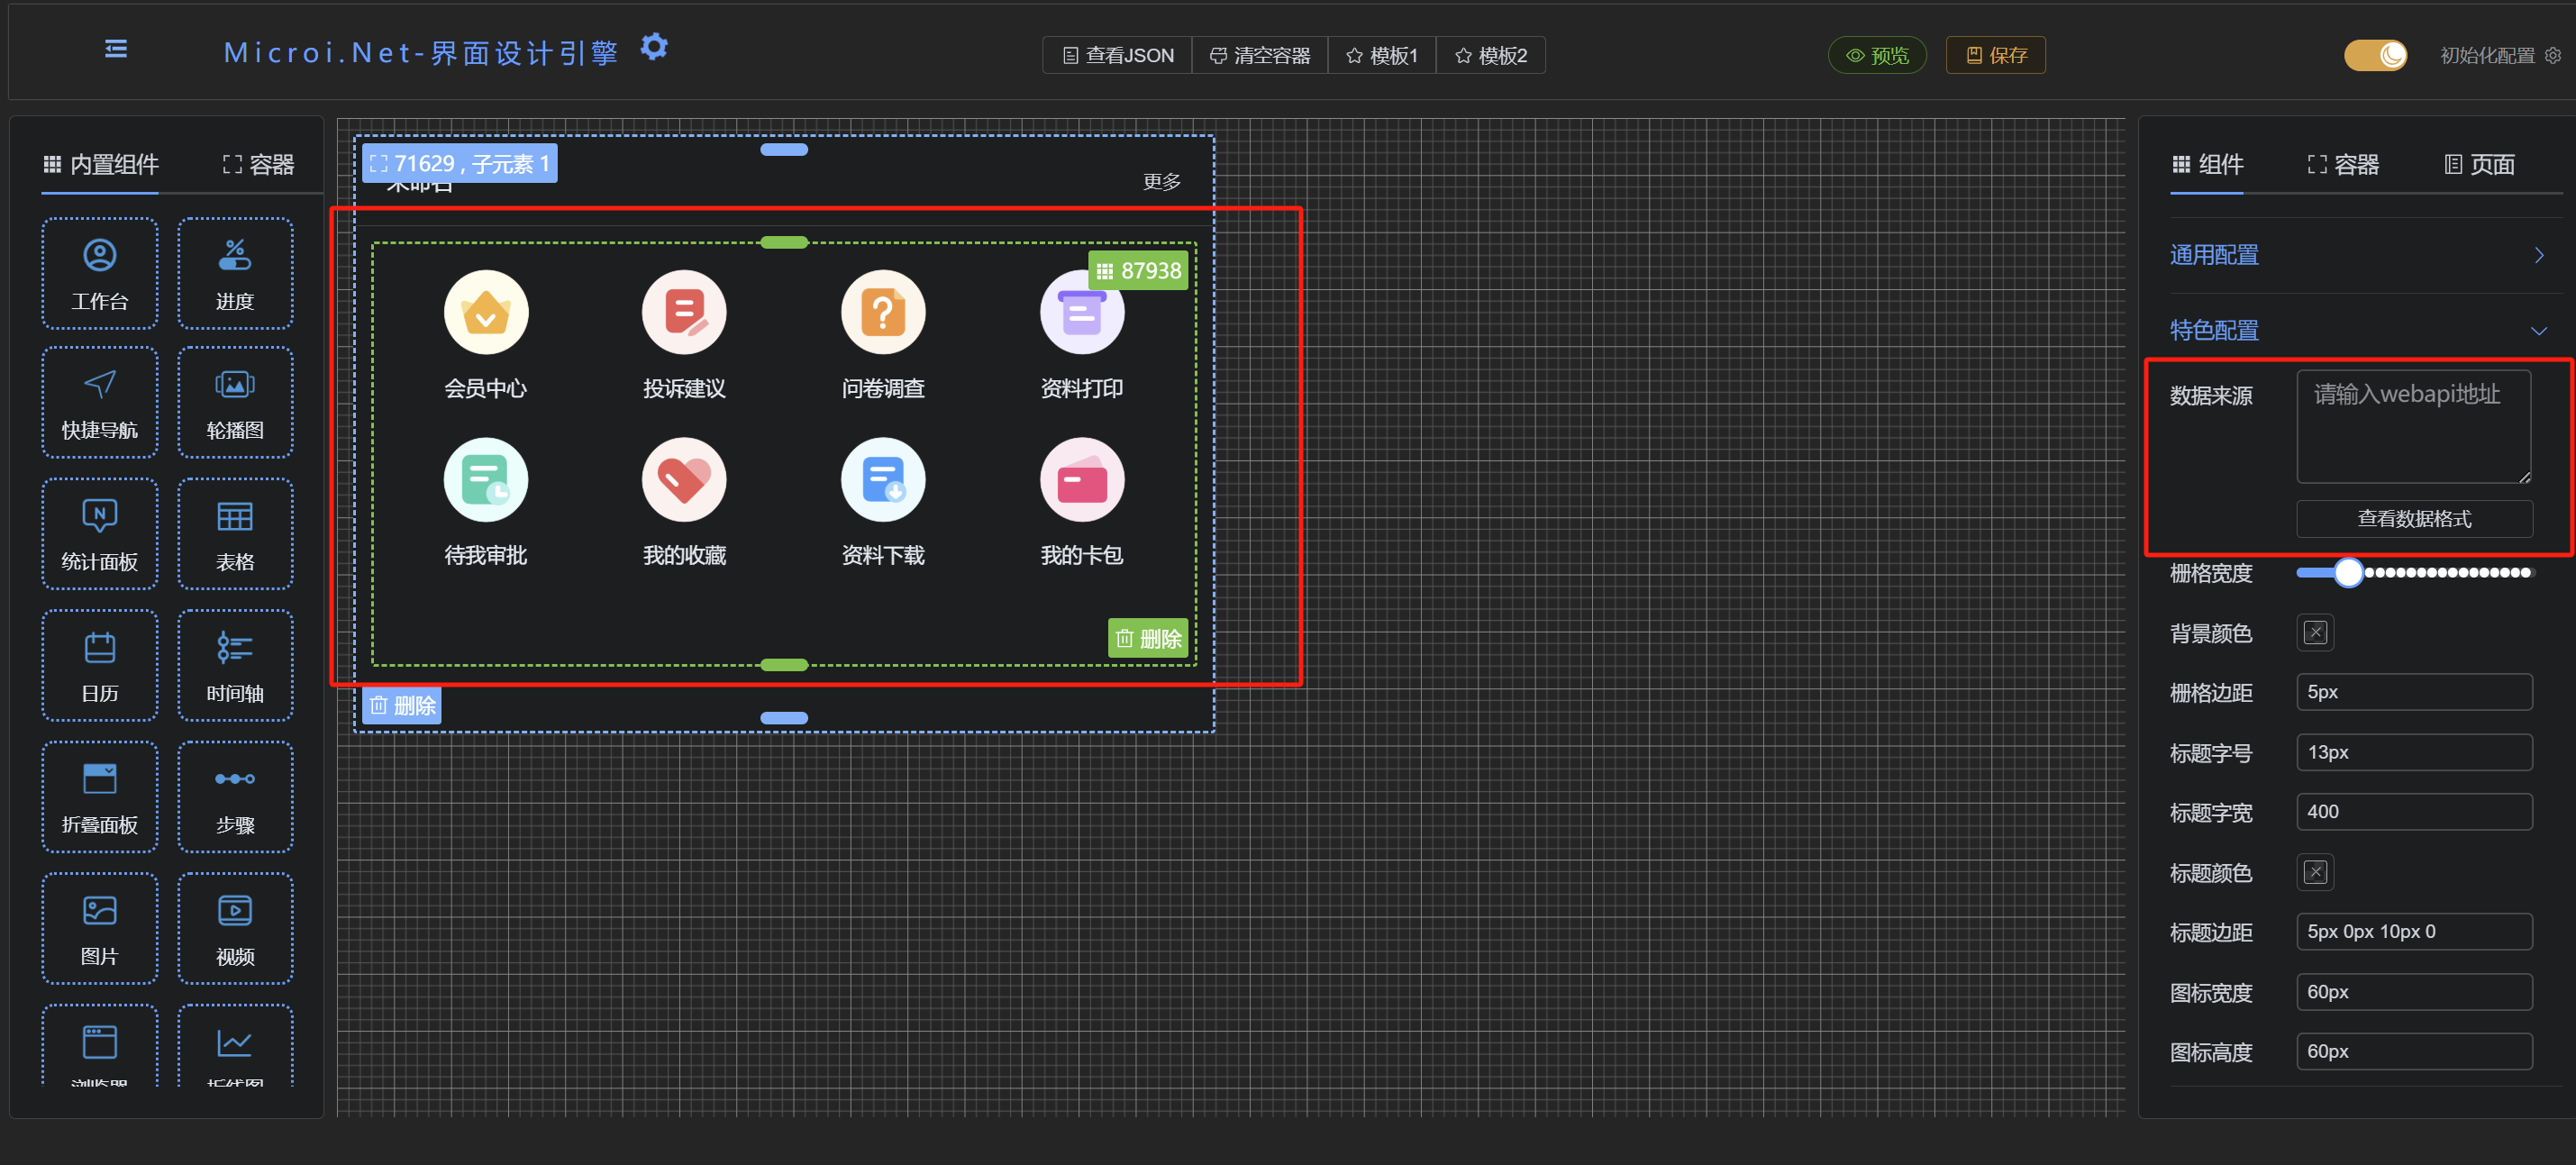 Microi.Net-界面设计引擎
查看JSON
清空容器
模板1
模板2
预览
保存
初始化配置
内置组件
容器
工作台
进度
快捷导航
轮播图
统计面板
表格
日历
时间轴
折叠面板
步骤
图片
视频
浏览器
折线图
71629 , 子元素 1
未命名
更多
87938
会员中心
投诉建议
问卷调查
资料打印
待我审批
我的收藏
资料下载
我的卡包
删除
删除
组件
容器
页面
通用配置
特色配置
数据来源
请输入webapi地址
查看数据格式
栅格宽度
背景颜色
栅格边距
5px
标题字号
13px
标题字宽
400
标题颜色
标题边距
5px 0px 10px 0
图标宽度
60px
图标高度
60px